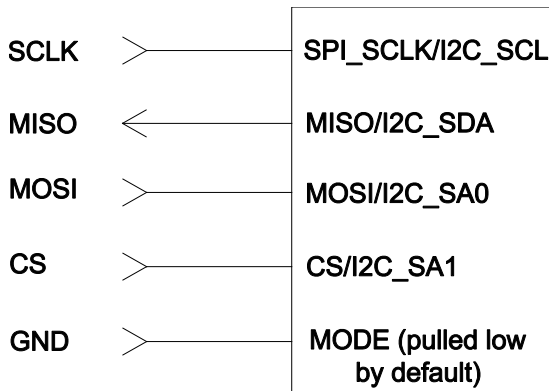 SCLK SPI_SCLK/I2C_SCL
MISO MISO/I2C_SDA
MOSI MOSI/I2C_SA0
CS CS/I2C_SA1
GND MODE (pulled low
by default)